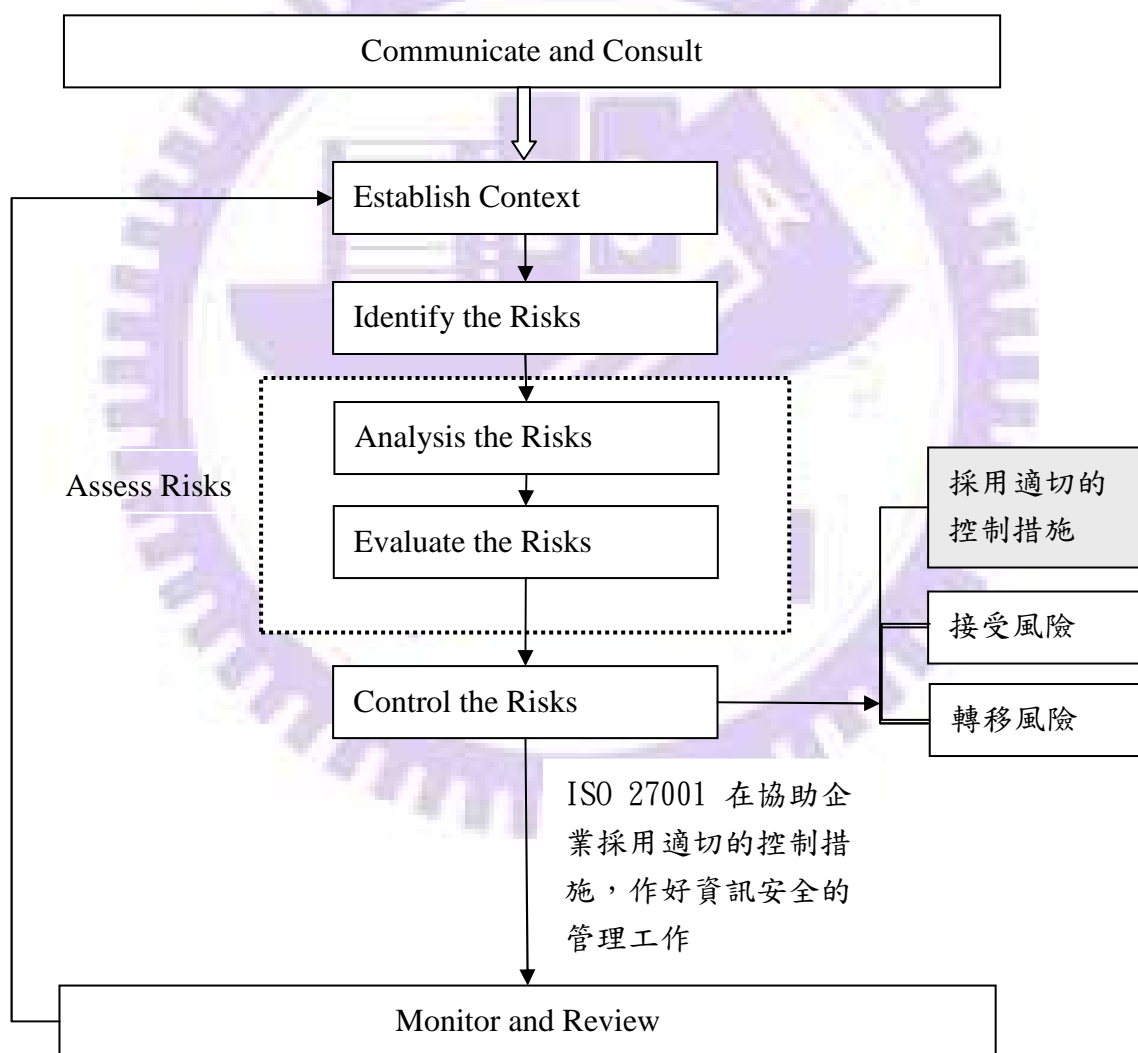 Communicate and Consult
Establish Context
Identify the Risks
Analysis the Risks
Assess Risks
Evaluate the Risks
採用適切的
控制措施
接受風險
Control the Risks
轉移風險
ISO 27001 在協助企
業採用適切的控制措
施，作好資訊安全的
管理工作
Monitor and Review